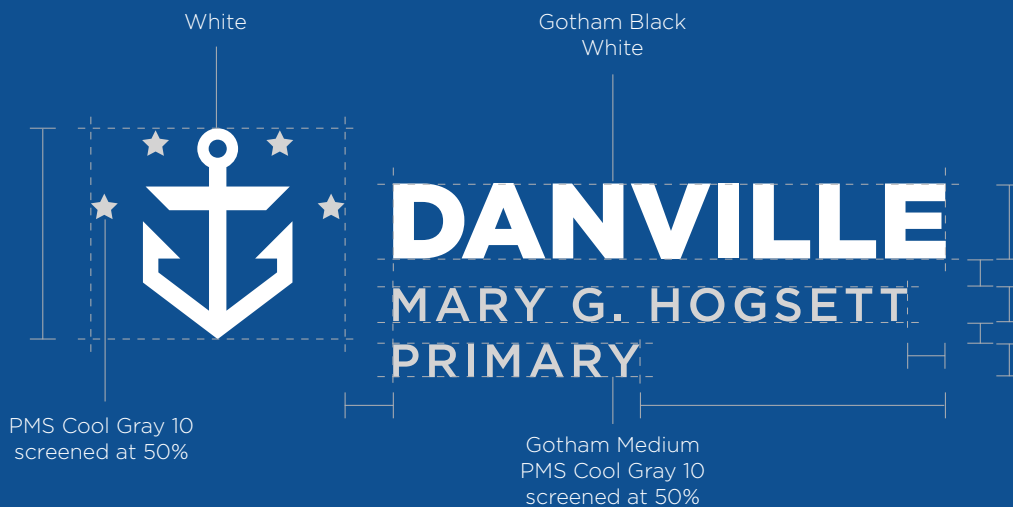 White
Gotham Black
White
DANVILLE
MARY G. HOGSETT
PRIMARY
PMS Cool Gray 10
screened at 50%
Gotham Medium
PMS Cool Gray 10
screened at 50%